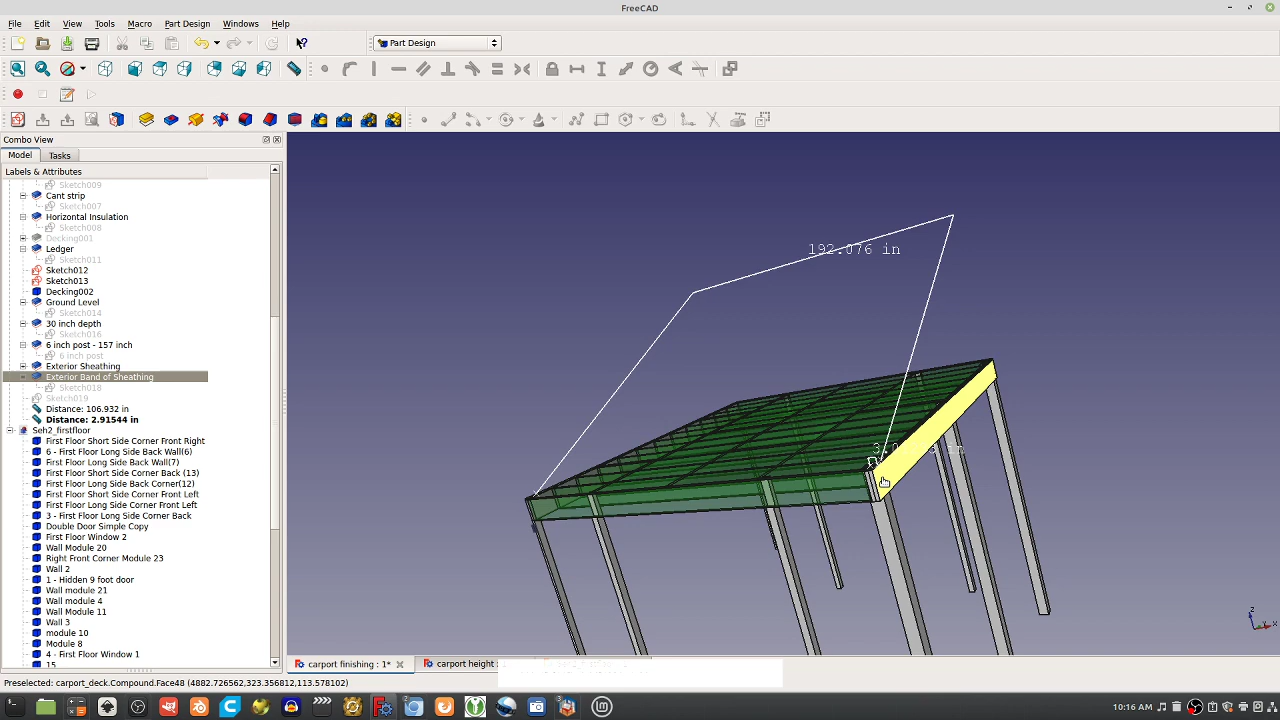 FreeCAD
File Edit View Tools Macro Part Design Windows Help
Part Design
Combo View
Model Tasks
Labels & Attributes
Sketch009
Cant strip
Sketch007
Horizontal Insulation
Sketch008
Decking001
Ledger
Sketch011
Sketch012
Sketch013
Decking002
Ground Level
Sketch014
30 inch depth
Sketch016
6 inch post - 157 inch
6 inch post
Exterior Sheathing
Exterior Band of Sheathing
Sketch018
Sketch019
Distance: 106.932 in
Distance: 2.91544 in
Seh2_firstfloor
First Floor Short Side Corner Front Right
6 - First Floor Long Side Back Wall(6)
First Floor Long Side Back Wall(7)
First Floor Short Side Corner Back (13)
First Floor Long Side Back Corner(12)
First Floor Short Side Corner Front Left
First Floor Long Side Corner Front Left
3 - First Floor Long Side Corner Back
Double Door Simple Copy
First Floor Window 2
Wall Module 20
Right Front Corner Module 23
Wall 2
1 - Hidden 9 foot door
Wall module 21
Wall module 4
Wall Module 11
Wall 3
module 10
Module 8
4 - First Floor Window 1
15
192.076 in
in
Z
X
carport finishing : 1*
carport height
Preselected: carport_deck.Compound.Face48 (4882.726562,323.356812,113.578102)
10:16 AM